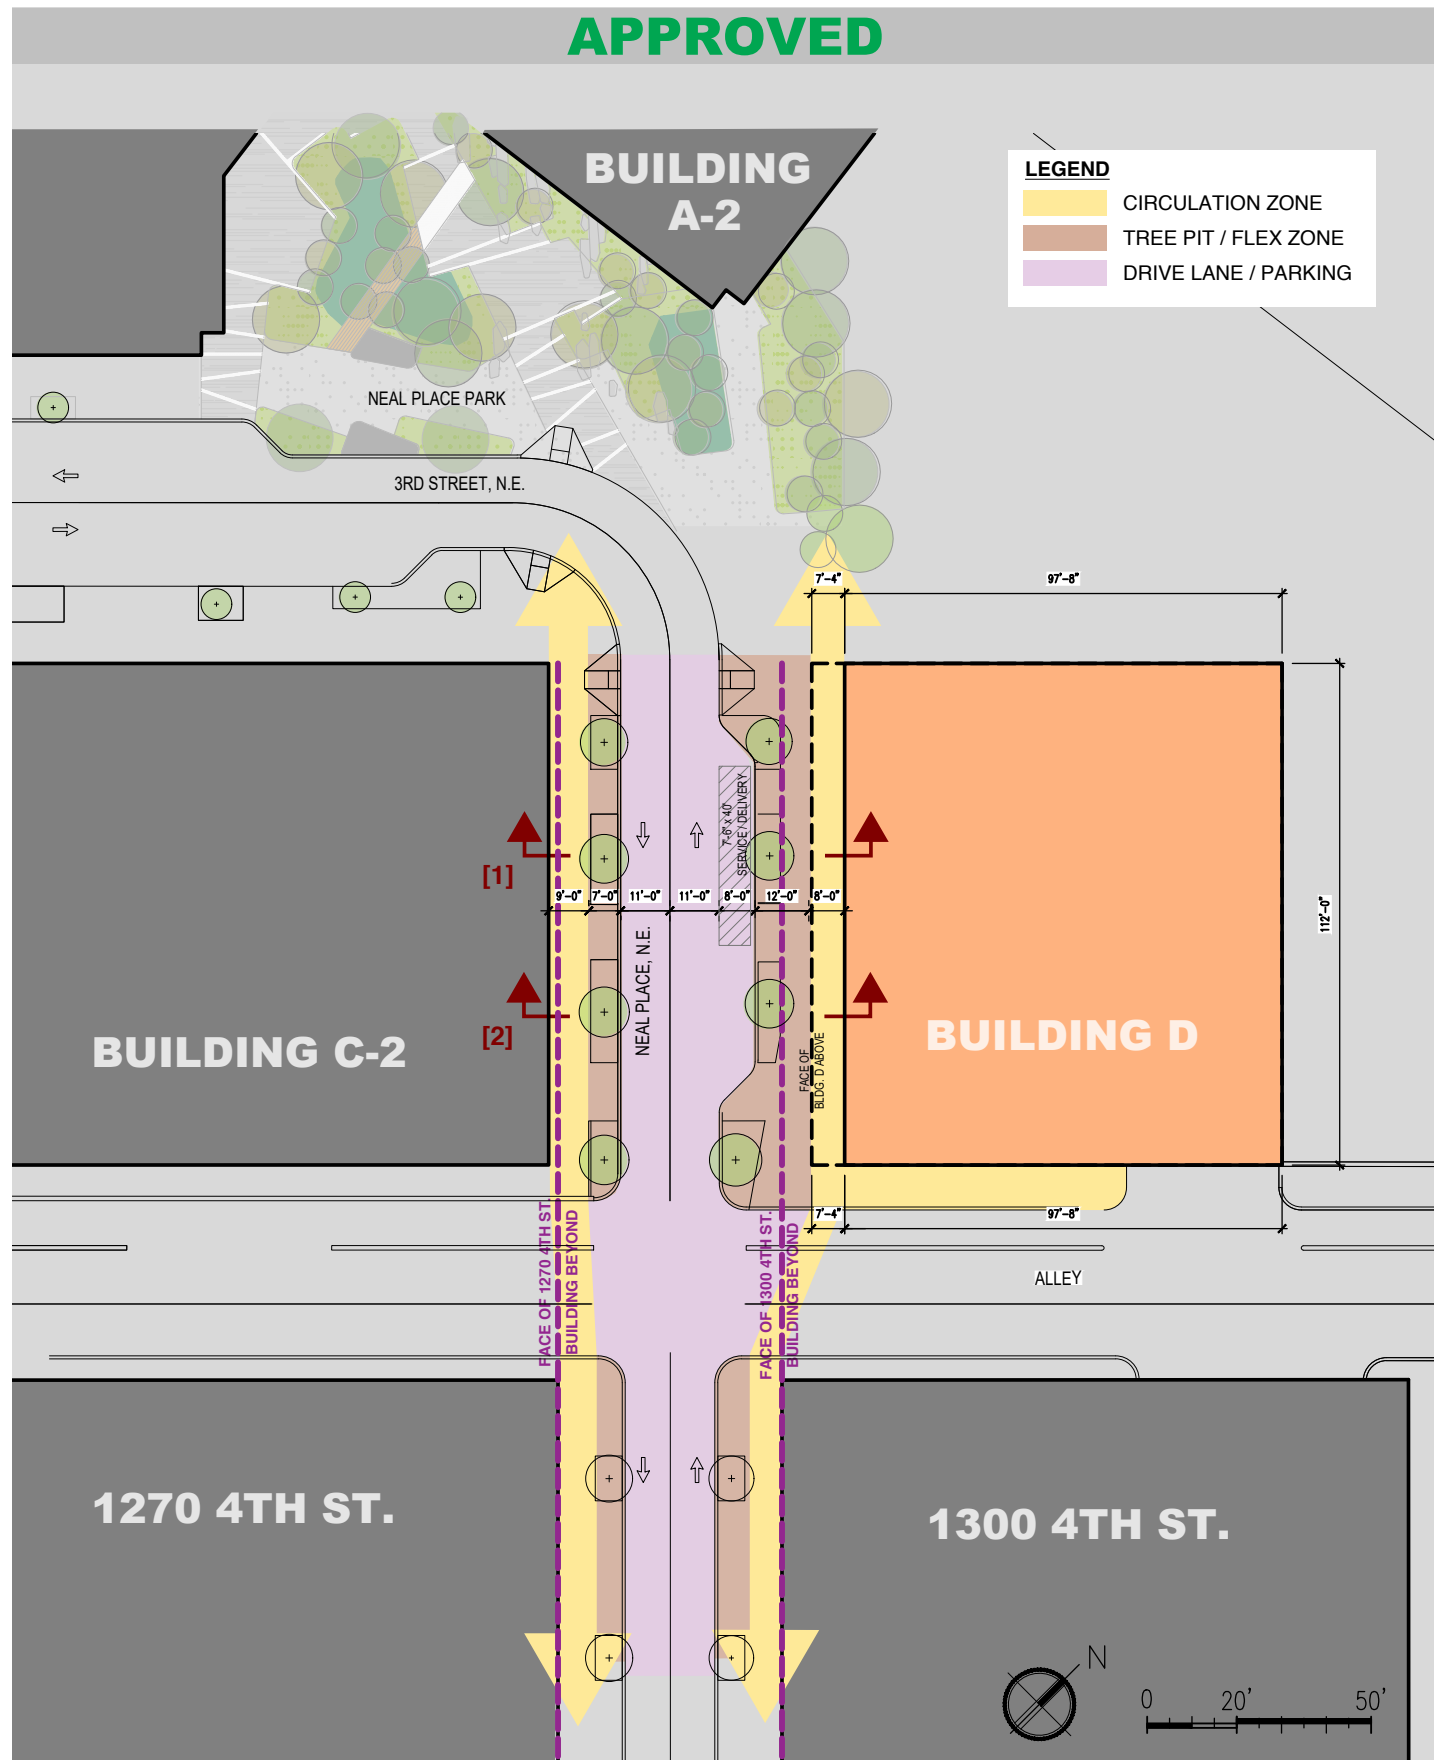 APPROVED
BUILDING
A-2
LEGEND
CIRCULATION ZONE
TREE PIT / FLEX ZONE
DRIVE LANE / PARKING
NEAL PLACE PARK
3RD STREET, N.E.
7'-4"
97'-8"
7'-6" x 40'
SERVICE / DELIVERY
[1]
9'-0"
7'-0"
11'-0"
11'-0"
8'-0"
12'-0"
8'-0"
112'-0"
NEAL PLACE, N.E.
[2]
BUILDING C-2
BUILDING D
FACE OF
BLDG. D ABOVE
7'-4"
97'-8"
FACE OF 1270 4TH ST.
BUILDING BEYOND
FACE OF 1300 4TH ST.
BUILDING BEYOND
ALLEY
1270 4TH ST.
1300 4TH ST.
N
0
20'
50'